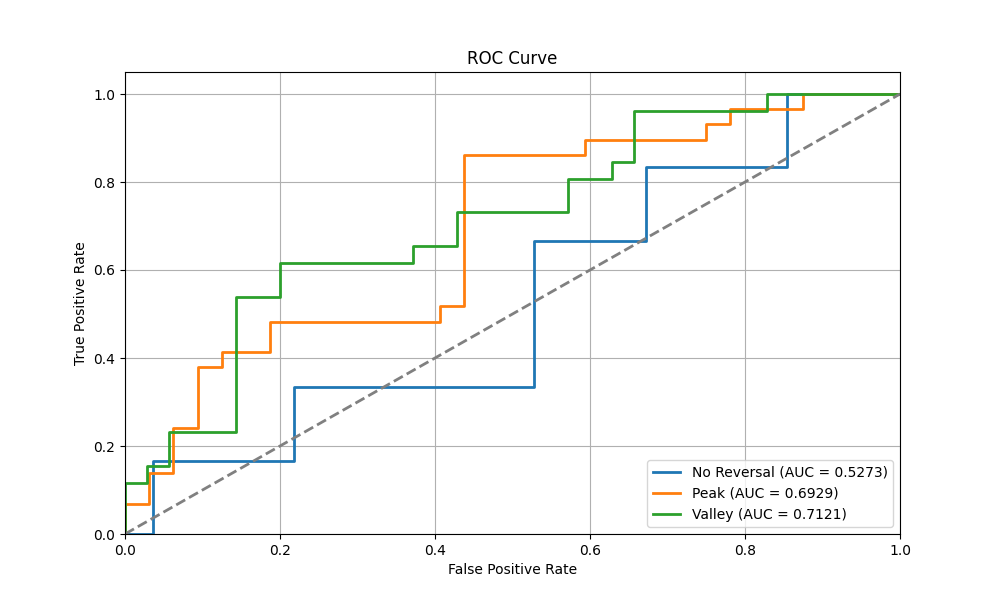 ROC Curve
True Positive Rate
1.0
0.8
0.6
0.4
0.2
0.0
0.0 0.2 0.4 0.6 0.8 1.0
False Positive Rate
No Reversal (AUC = 0.5273)
Peak (AUC = 0.6929)
Valley (AUC = 0.7121)